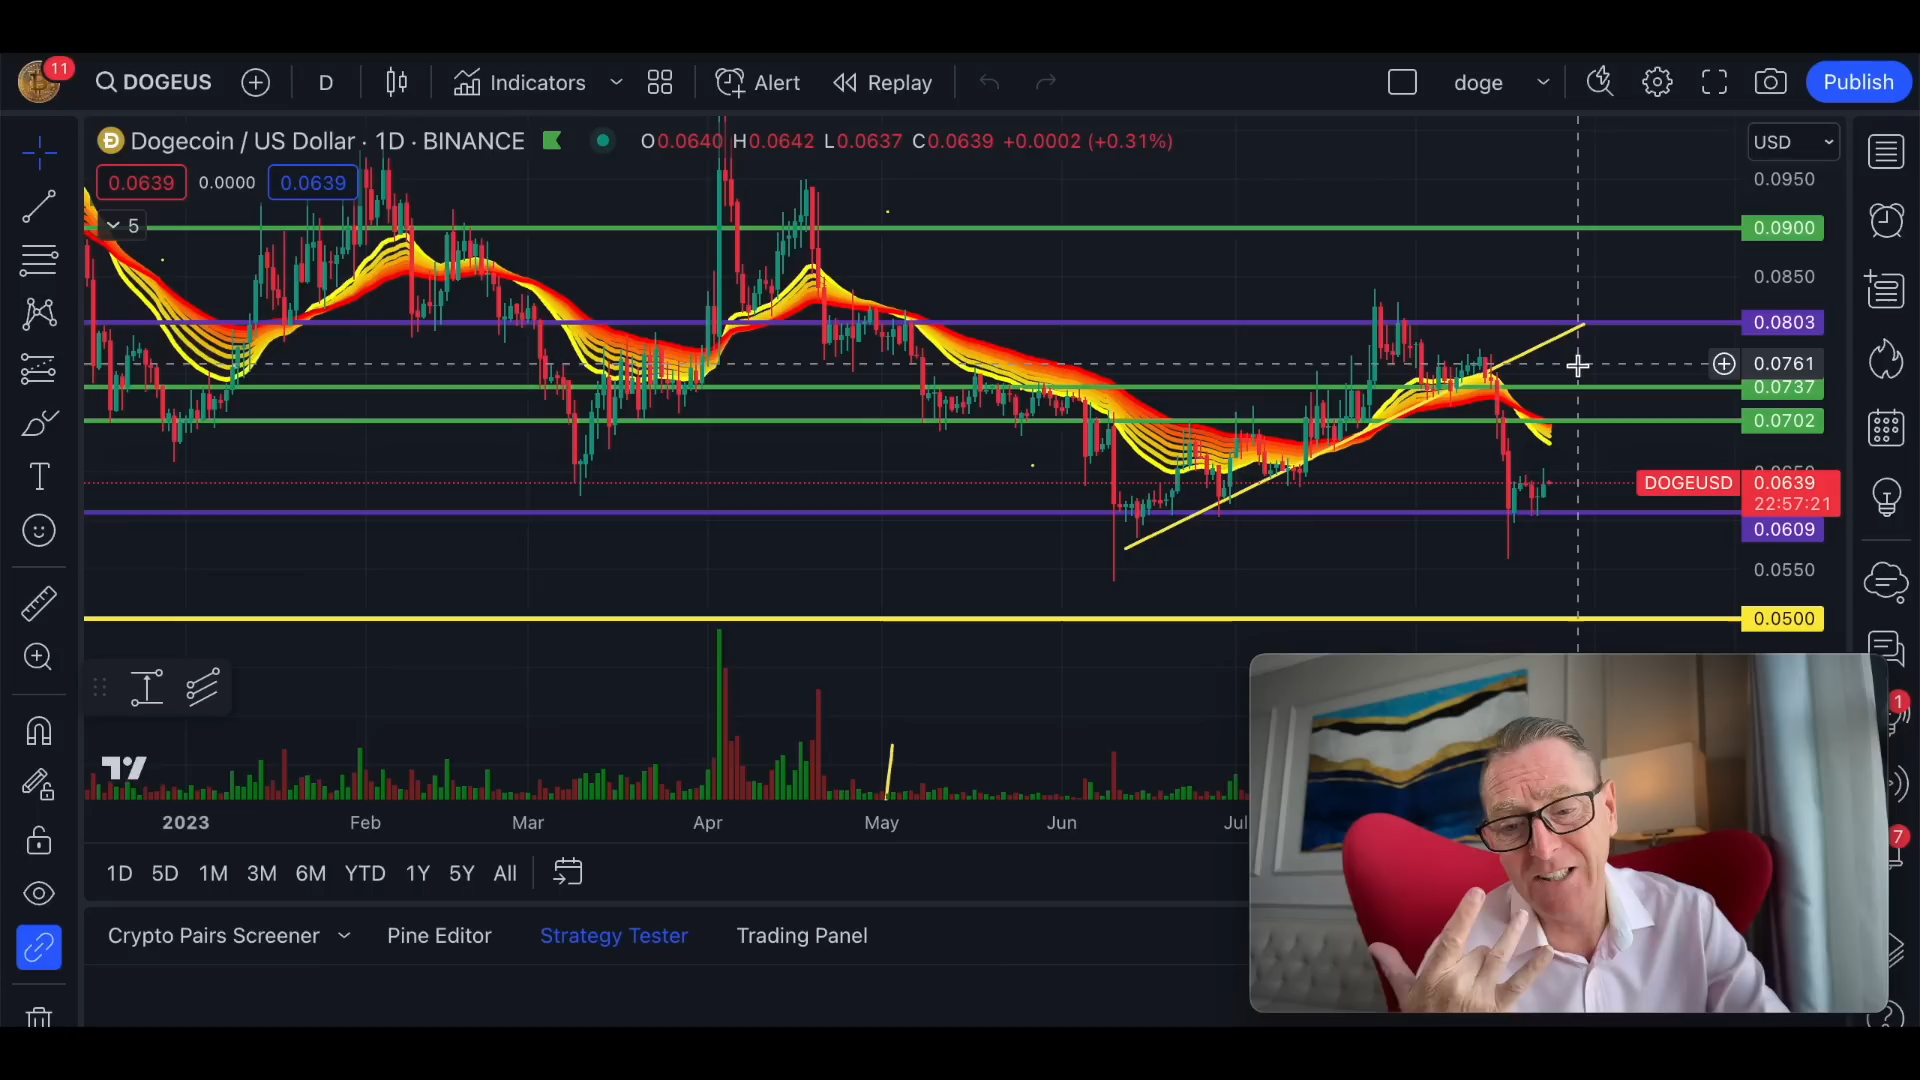 11
DOGEUS
D
Indicators
Alert
Replay
doge
Publish
Dogecoin / US Dollar · 1D · BINANCE
O0.0640 H0.0642 L0.0637 C0.0639 +0.0002 (+0.31%)
USD
0.0639
0.0000
0.0639
0.0950
5
0.0900
0.0850
0.0803
0.0761
0.0737
0.0702
DOGEUSD
0.0639
22:57:21
0.0609
0.0550
0.0500
1
7
2023
Feb
Mar
Apr
May
Jun
Jul
1D 5D 1M 3M 6M YTD 1Y 5Y All
Crypto Pairs Screener
Pine Editor
Strategy Tester
Trading Panel